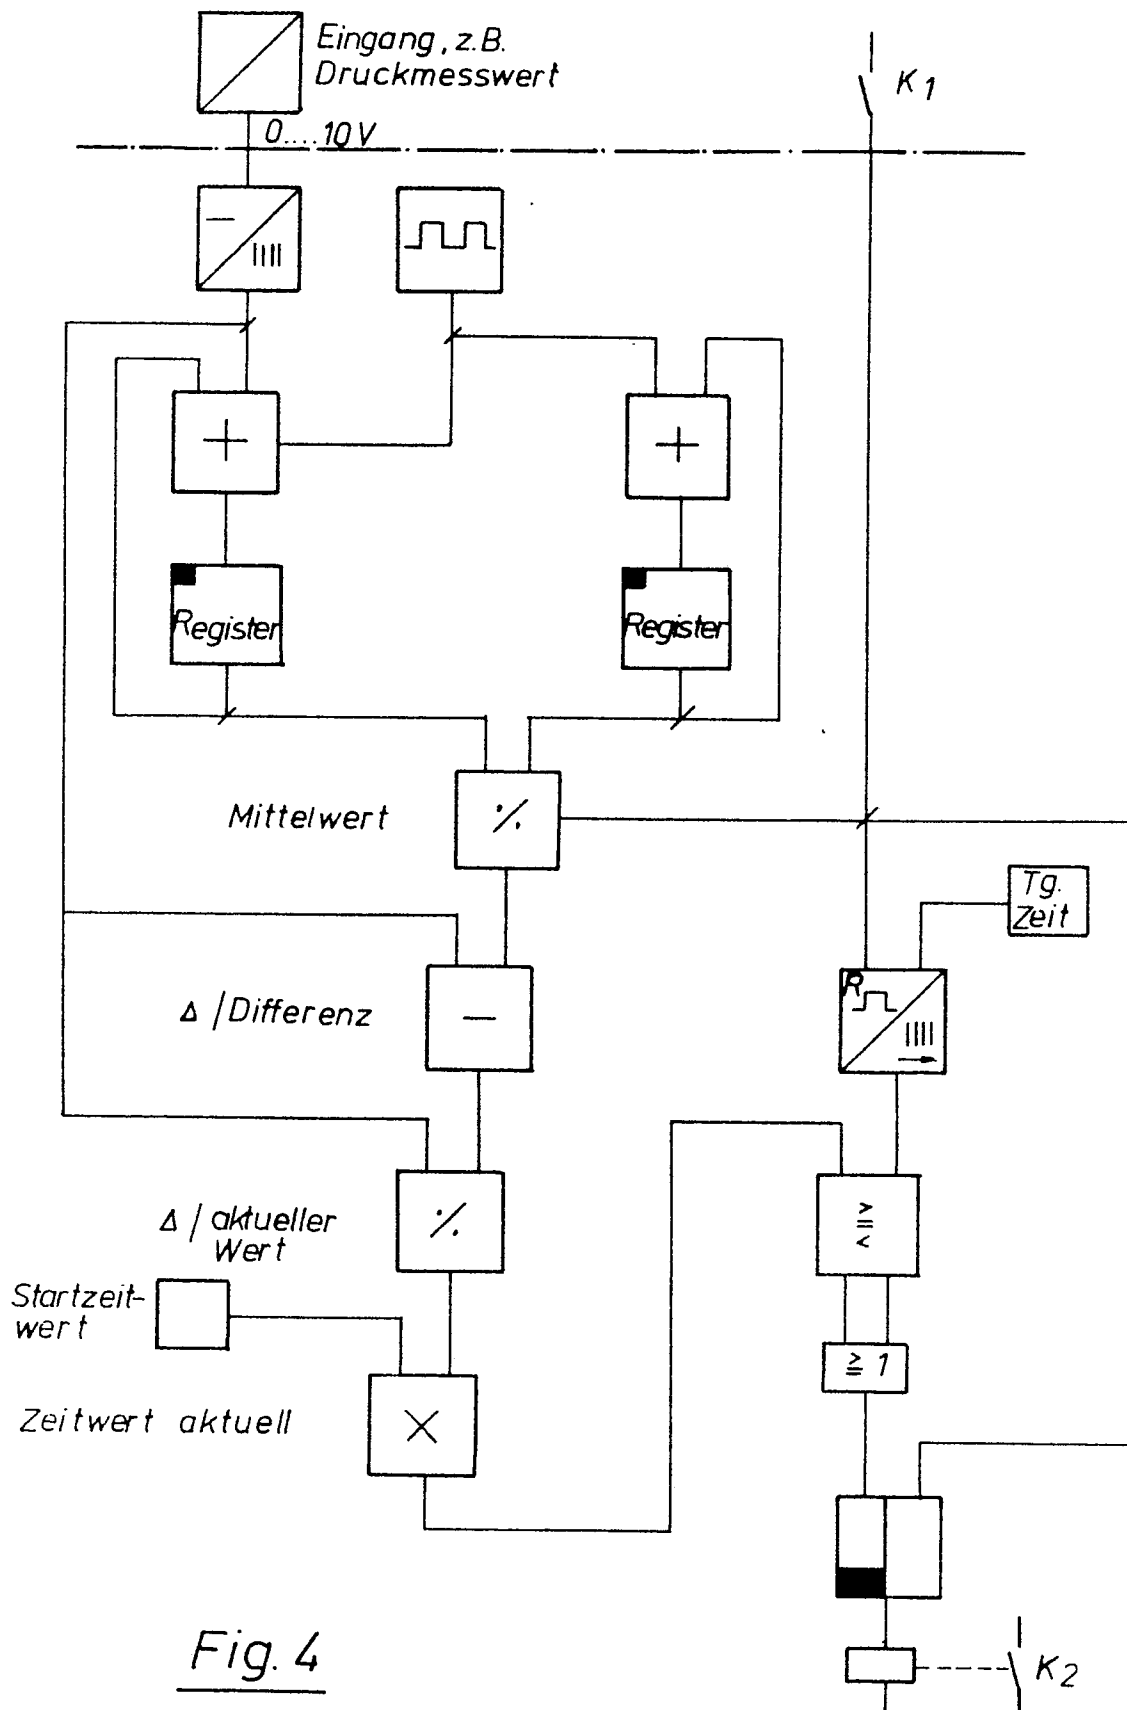 Eingang, z.B.
Druckmesswert
K1
0....10V
+
+
Register
Register
Mittelwert
·/.
Tg.
Zeit
R
Δ/Differenz
–
Δ/aktueller
Wert
·/.
> = <
Startzeit-
wert
≧ 1
Zeitwert aktuell
X
Fig. 4
K2